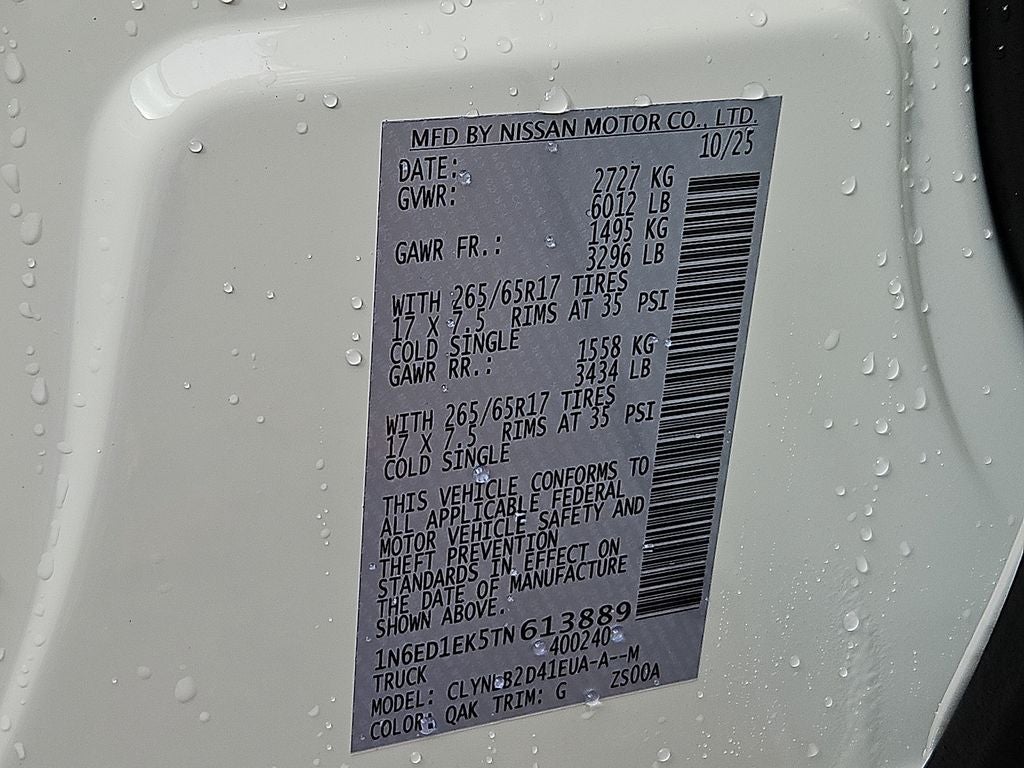 MFD BY NISSAN MOTOR CO., LTD.
DATE: 10/25
GVWR: 2727 KG
6012 LB
GAWR FR.: 1495 KG
3296 LB
WITH 265/65R17 TIRES
17 X 7.5 RIMS AT 35 PSI
COLD SINGLE
GAWR RR.: 1558 KG
3434 LB
WITH 265/65R17 TIRES
17 X 7.5 RIMS AT 35 PSI
COLD SINGLE
THIS VEHICLE CONFORMS TO
ALL APPLICABLE FEDERAL
MOTOR VEHICLE SAFETY AND
THEFT PREVENTION
STANDARDS IN EFFECT ON
THE DATE OF MANUFACTURE
SHOWN ABOVE.
1N6ED1EK5TN613889
TRUCK 400240
MODEL: CLYNLB2D41EUA-A--M
COLOR: QAK TRIM: G ZS00A